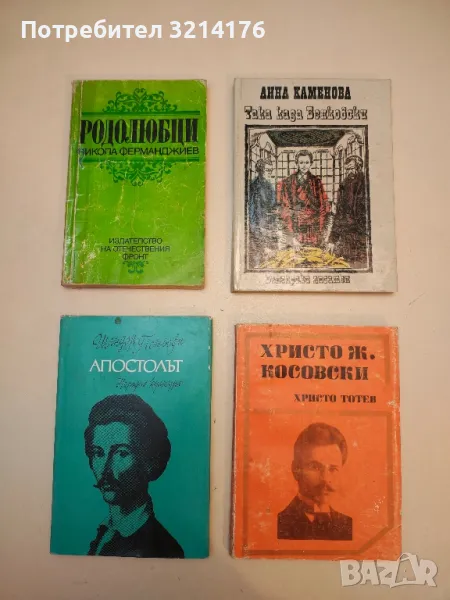 Потребител 3214176
РОДОЛЮБЦИ
НИКОЛА ФЕРМАНДЖИЕВ
ИЗДАТЕЛСТВО
НА ОТЕЧЕСТВЕНИЯ
ФРОНТ
АННА КАМЕНОВА
Така каза Бенковски
АПОСТОЛЪТ
ХРИСТО Ж.
КОСОВСКИ
ХРИСТО ТОТЕВ
BAZAR